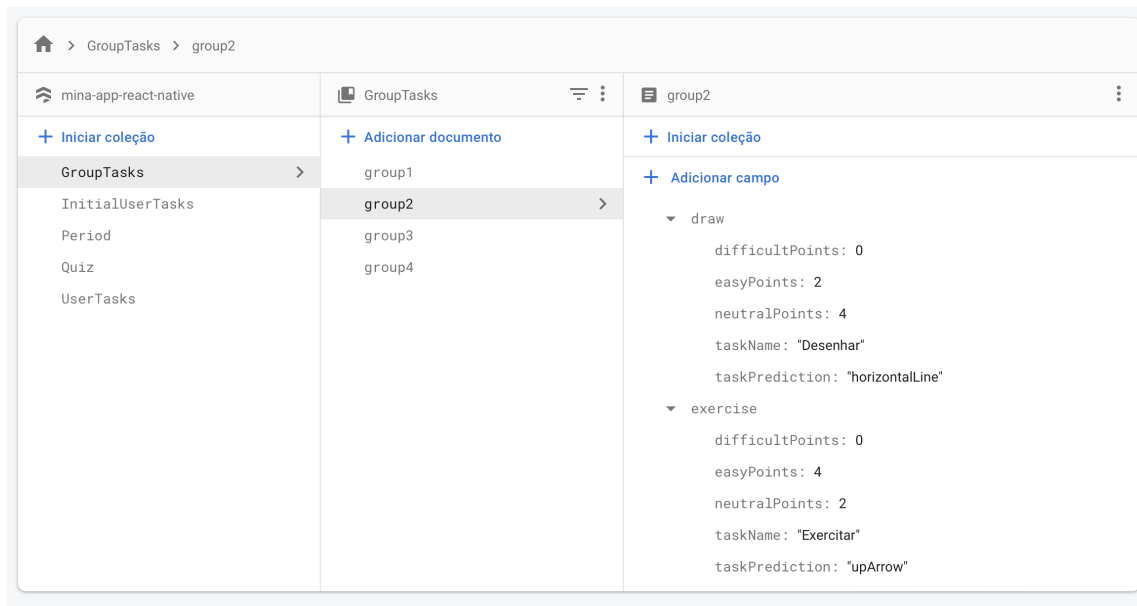 GroupTasks > group2
mina-app-react-native
Iniciar coleção
GroupTasks
InitialUserTasks
Period
Quiz
UserTasks
GroupTasks
Adicionar documento
group1
group2
group3
group4
group2
Iniciar coleção
Adicionar campo
draw
difficultPoints: 0
easyPoints: 2
neutralPoints: 4
taskName: "Desenhar"
taskPrediction: "horizontalLine"
exercise
difficultPoints: 0
easyPoints: 4
neutralPoints: 2
taskName: "Exercitar"
taskPrediction: "upArrow"